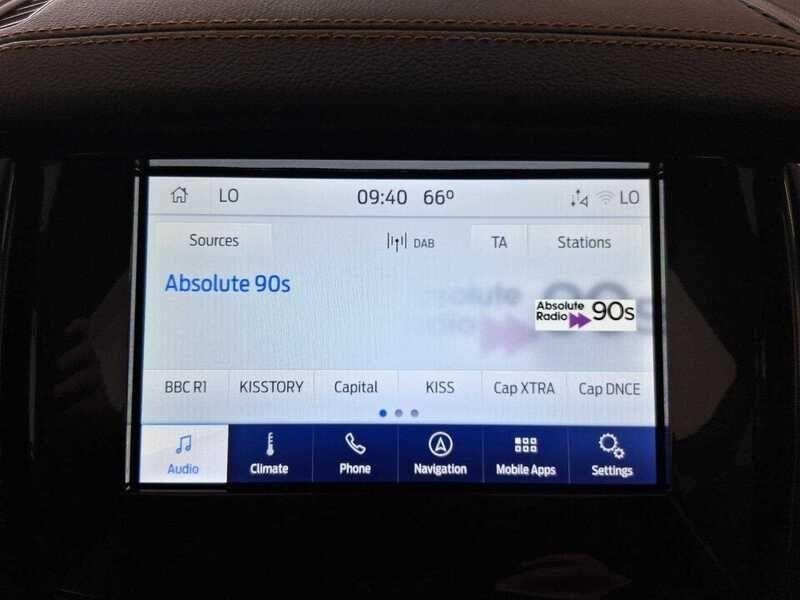 LO 09:40 66° LO
Sources DAB TA Stations
Absolute 90s
Absolute
Radio 90s
BBC R1 KISSTORY Capital KISS Cap XTRA Cap DNCE
Audio Climate Phone Navigation Mobile Apps Settings